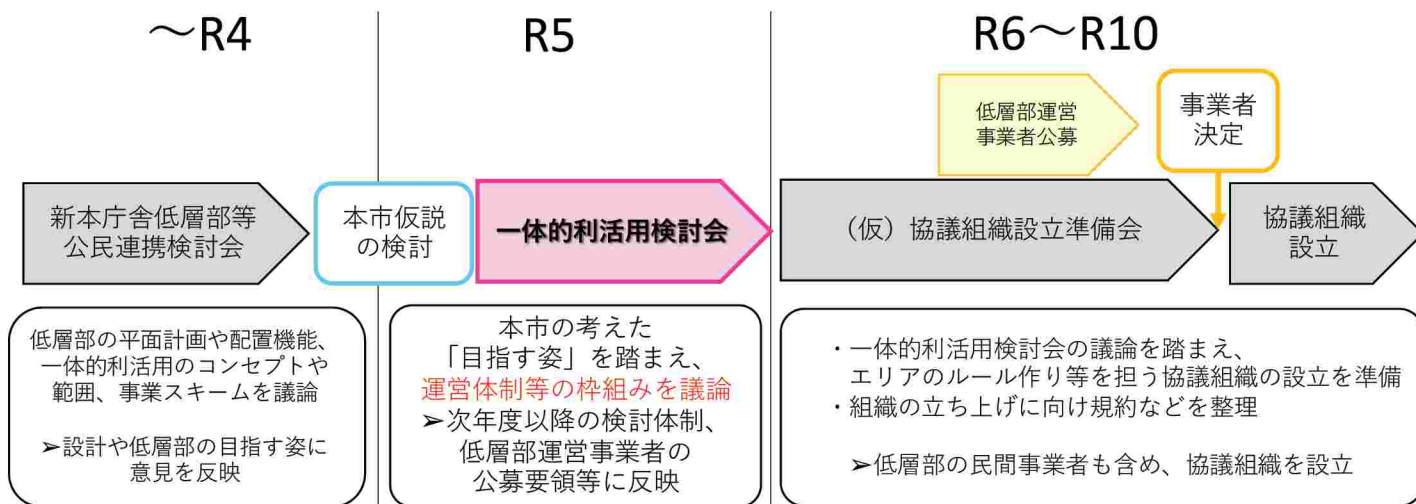 ～R4
R5
R6～R10
低層部運営
事業者公募
事業者
決定
新本庁舎低層部等
公民連携検討会
本市仮説
の検討
一体的利活用検討会
（仮）協議組織設立準備会
協議組織
設立
低層部の平面計画や配置機能、
一体的利活用のコンセプトや
範囲、事業スキームを議論
➢設計や低層部の目指す姿に
意見を反映
本市の考えた
「目指す姿」を踏まえ、
運営体制等の枠組みを議論
➢次年度以降の検討体制、
低層部運営事業者の
公募要領等に反映
・一体的利活用検討会の議論を踏まえ、
エリアのルール作り等を担う協議組織の設立を準備
・組織の立ち上げに向け規約などを整理
➢低層部の民間事業者も含め、協議組織を設立